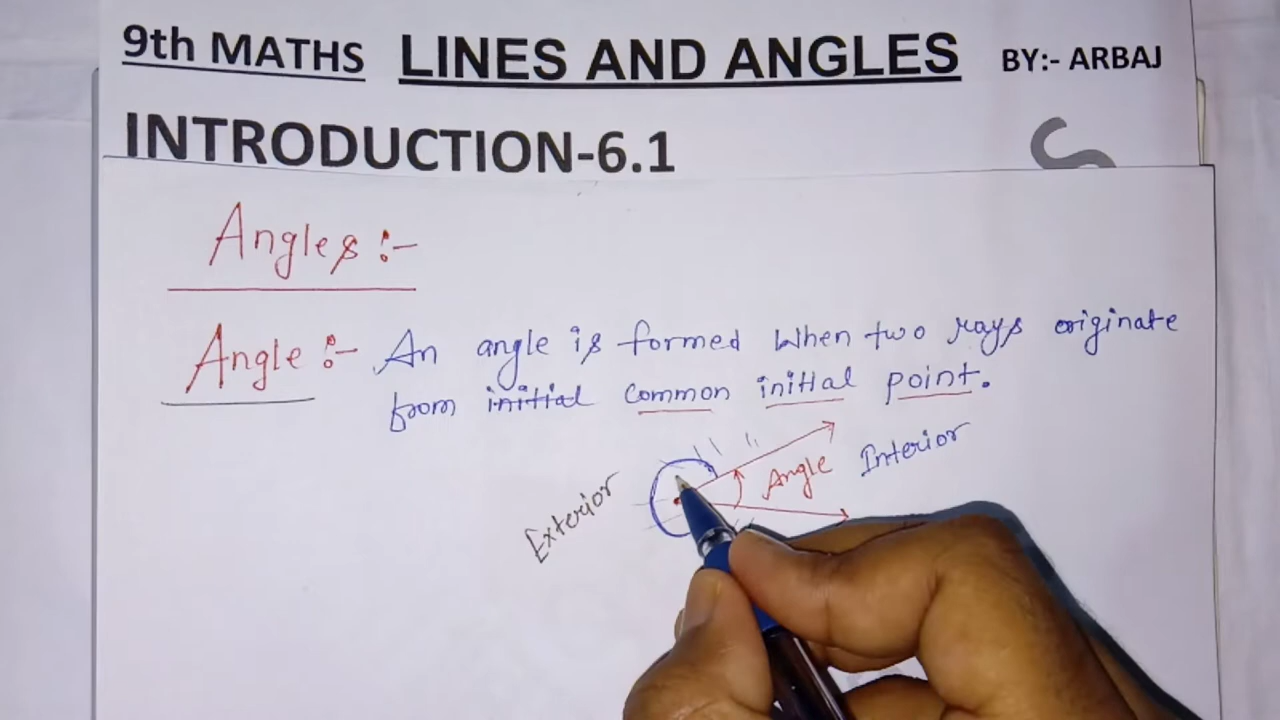 9th MATHS LINES AND ANGLES BY:- ARBAJ
INTRODUCTION-6.1
Angles :-
Angle :- An angle is formed When two rays originate
from initial common initial point.
Angle Interior
Exterior